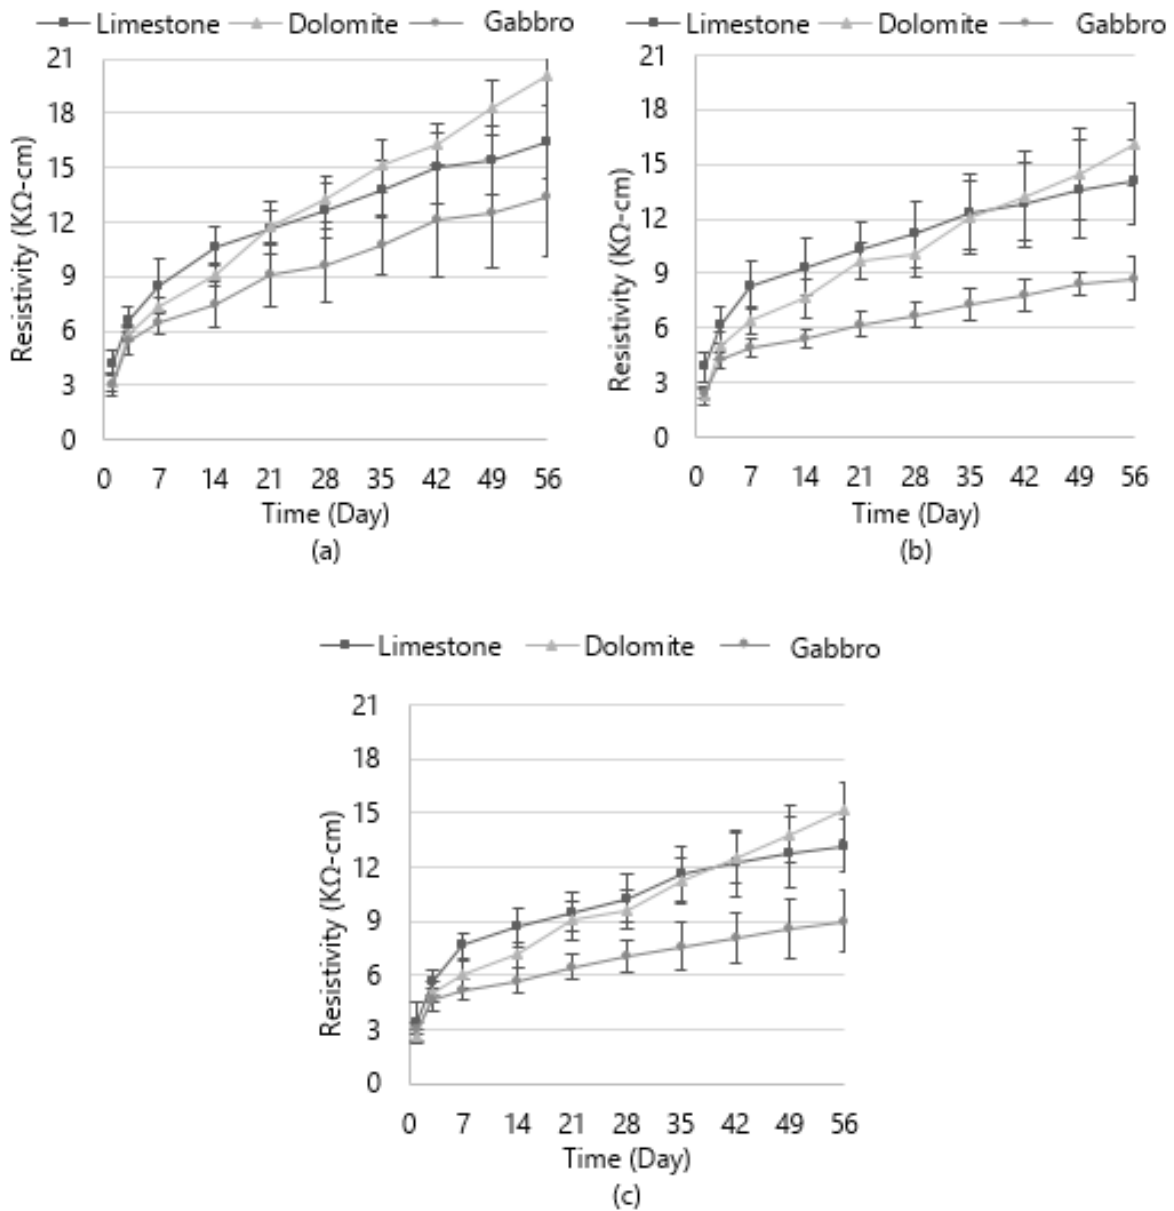 Limestone Dolomite Gabbro
21
18
15
12
9
6
3
0
Resistivity (KΩ-cm)
0 7 14 21 28 35 42 49 56
Time (Day)
(a)
Limestone Dolomite Gabbro
21
18
15
12
9
6
3
0
Resistivity (KΩ-cm)
0 7 14 21 28 35 42 49 56
Time (Day)
(b)
Limestone Dolomite Gabbro
21
18
15
12
9
6
3
0
Resistivity (KΩ-cm)
0 7 14 21 28 35 42 49 56
Time (Day)
(c)